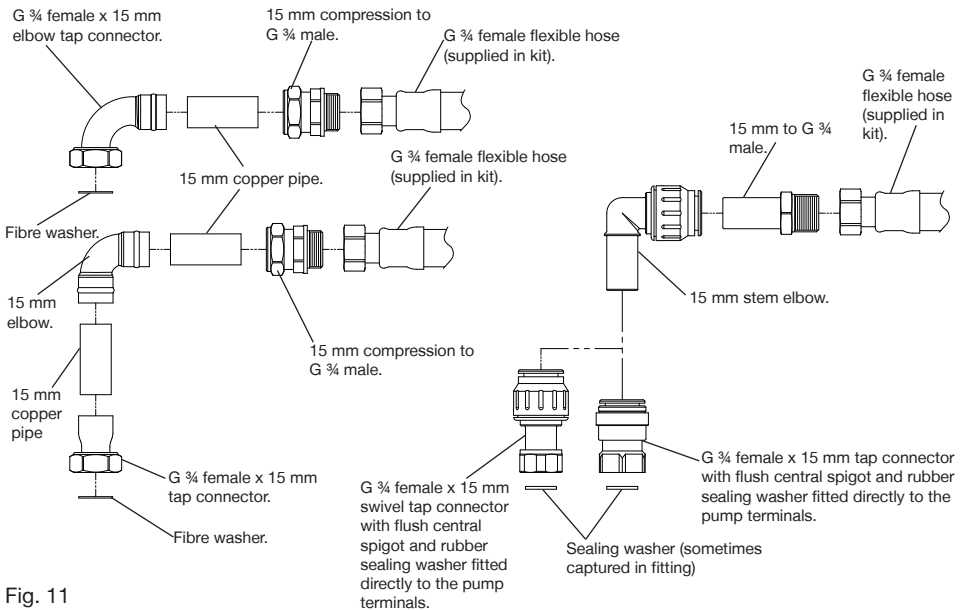 G ¾ female x 15 mm
elbow tap connector.
15 mm compression to
G ¾ male.
G ¾ female flexible hose
(supplied in kit).
15 mm copper pipe.
Fibre washer.
G ¾ female flexible hose
(supplied in kit).
15 mm
elbow.
15 mm compression to
G ¾ male.
15 mm
copper
pipe
G ¾ female x 15 mm
tap connector.
Fibre washer.
G ¾ female
flexible hose
(supplied in
kit).
15 mm to G ¾
male.
15 mm stem elbow.
G ¾ female x 15 mm
swivel tap connector
with flush central
spigot and rubber
sealing washer fitted
directly to the pump
terminals.
G ¾ female x 15 mm tap connector
with flush central spigot and rubber
sealing washer fitted directly to the
pump terminals.
Sealing washer (sometimes
captured in fitting)
Fig. 11